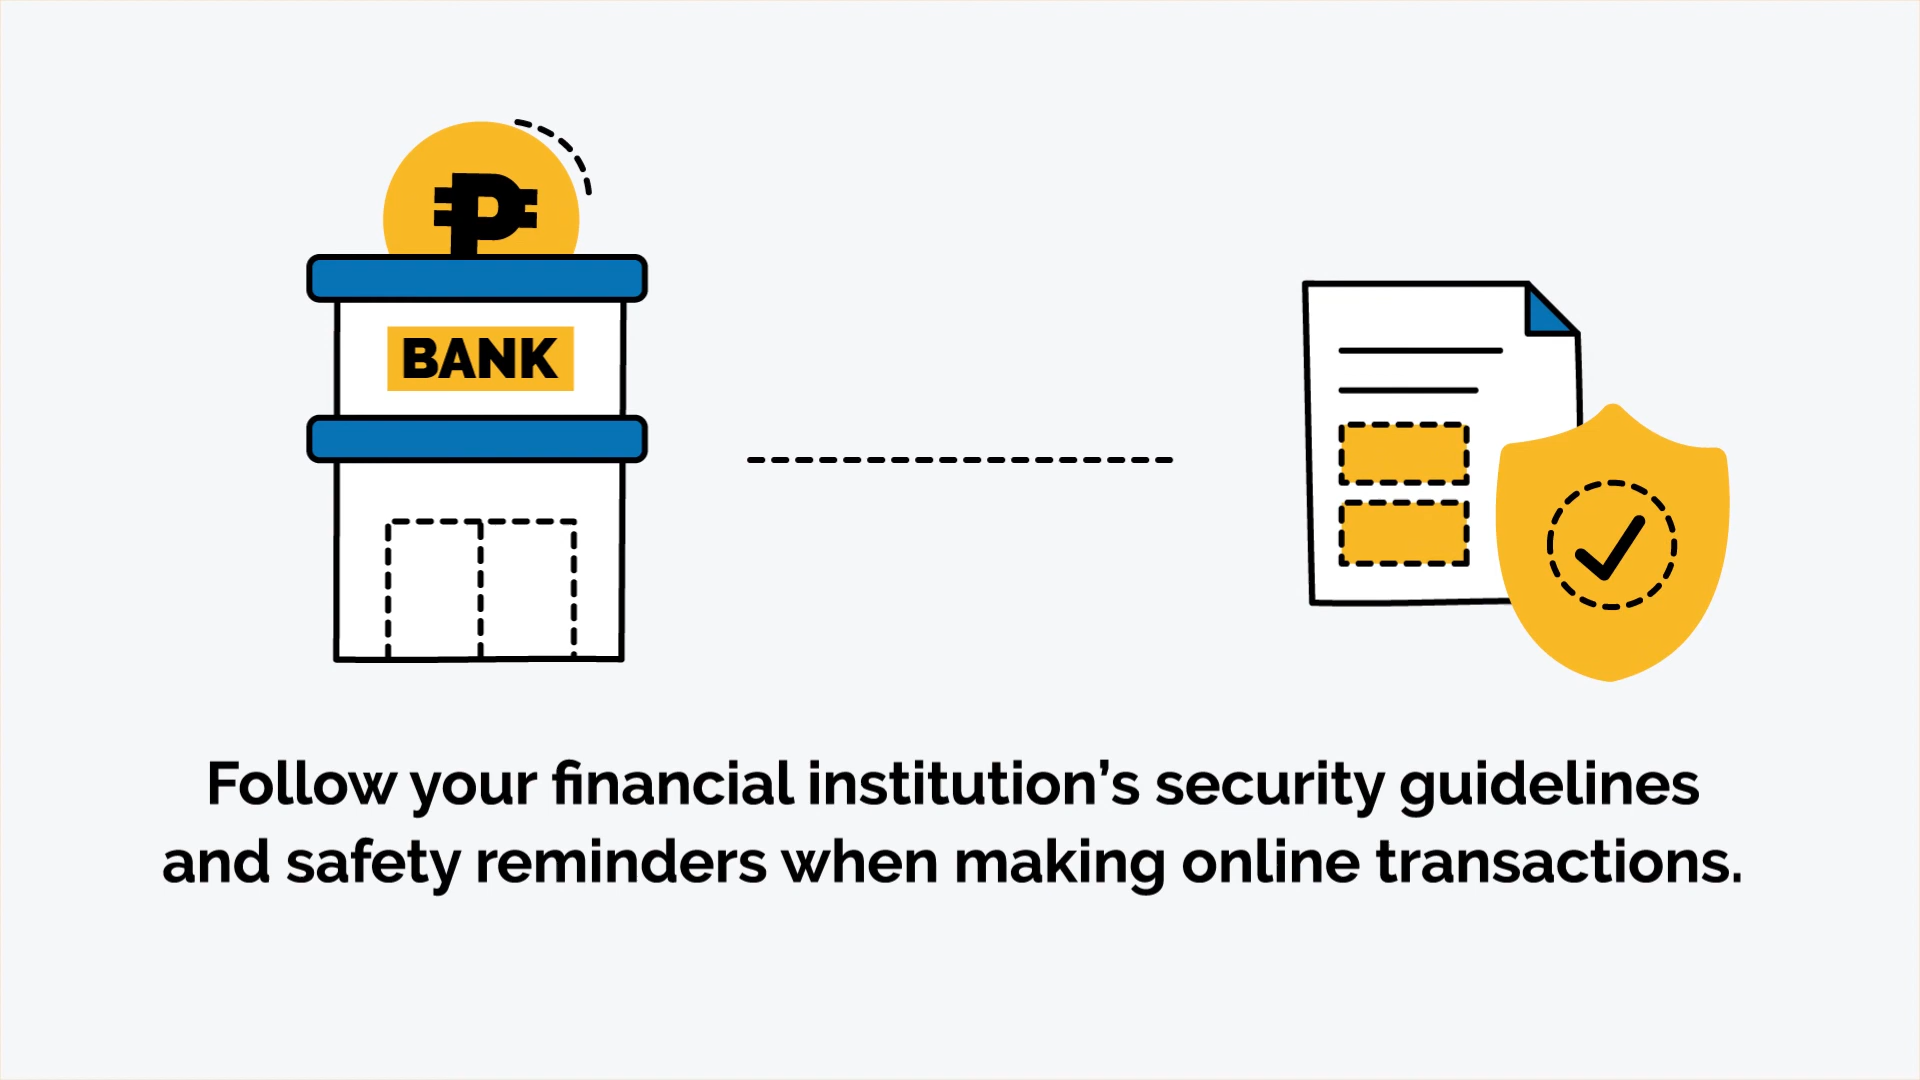 ₱
BANK
Follow your financial institution’s security guidelines
and safety reminders when making online transactions.